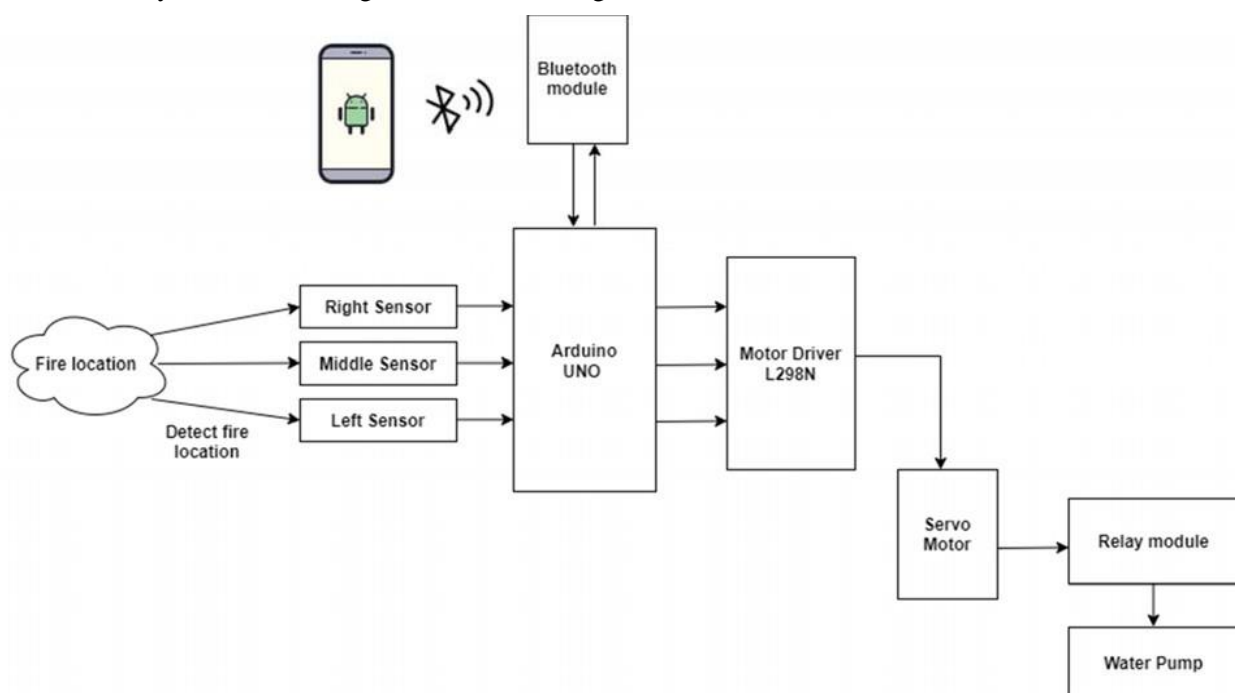 Bluetooth
module
Right Sensor
Fire location
Middle Sensor
Left Sensor
Detect fire
location
Arduino
UNO
Motor Driver
L298N
Servo
Motor
Relay module
Water Pump